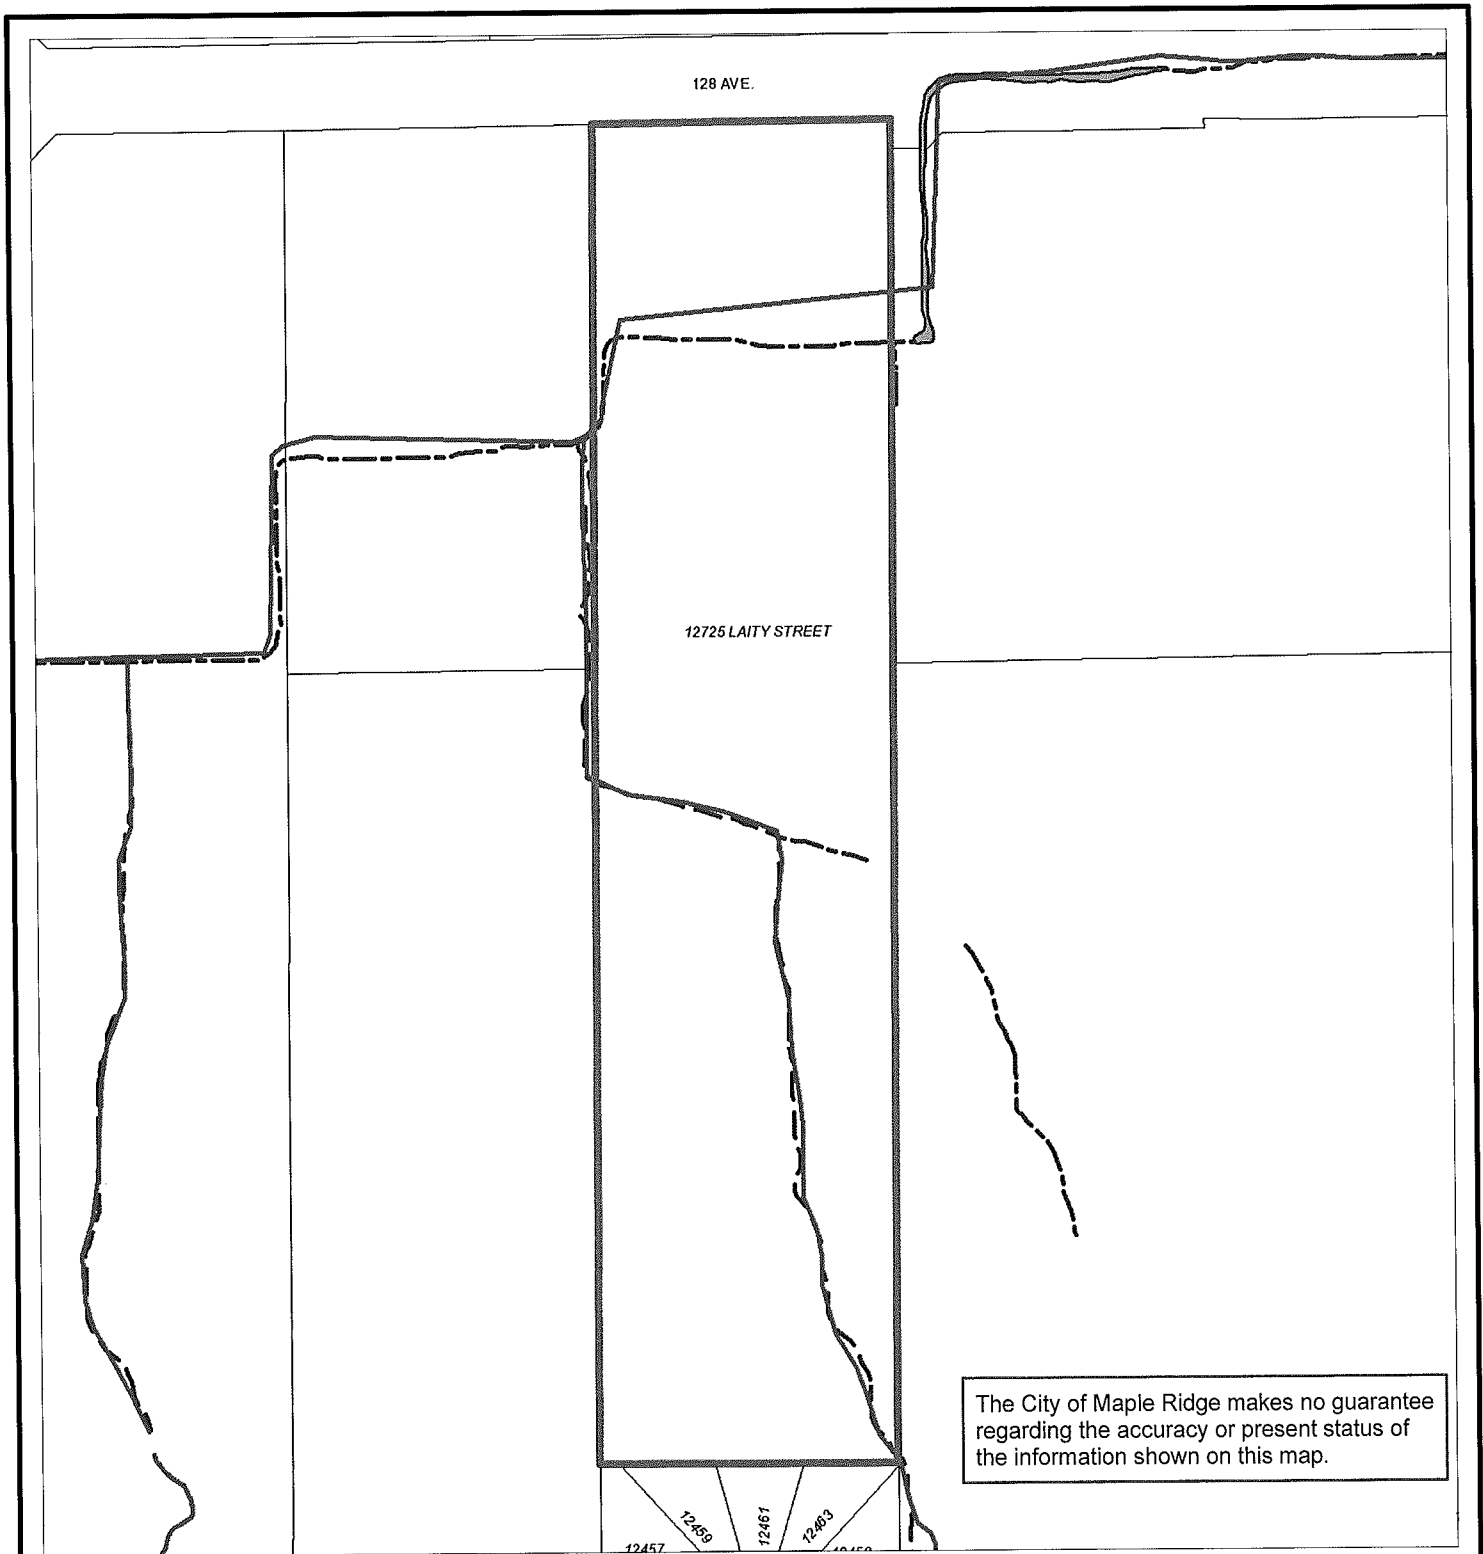 128 AVE.
12725 LAITY STREET
The City of Maple Ridge makes no guarantee
regarding the accuracy or present status of
the information shown on this map.
12459
12461
12463
12457